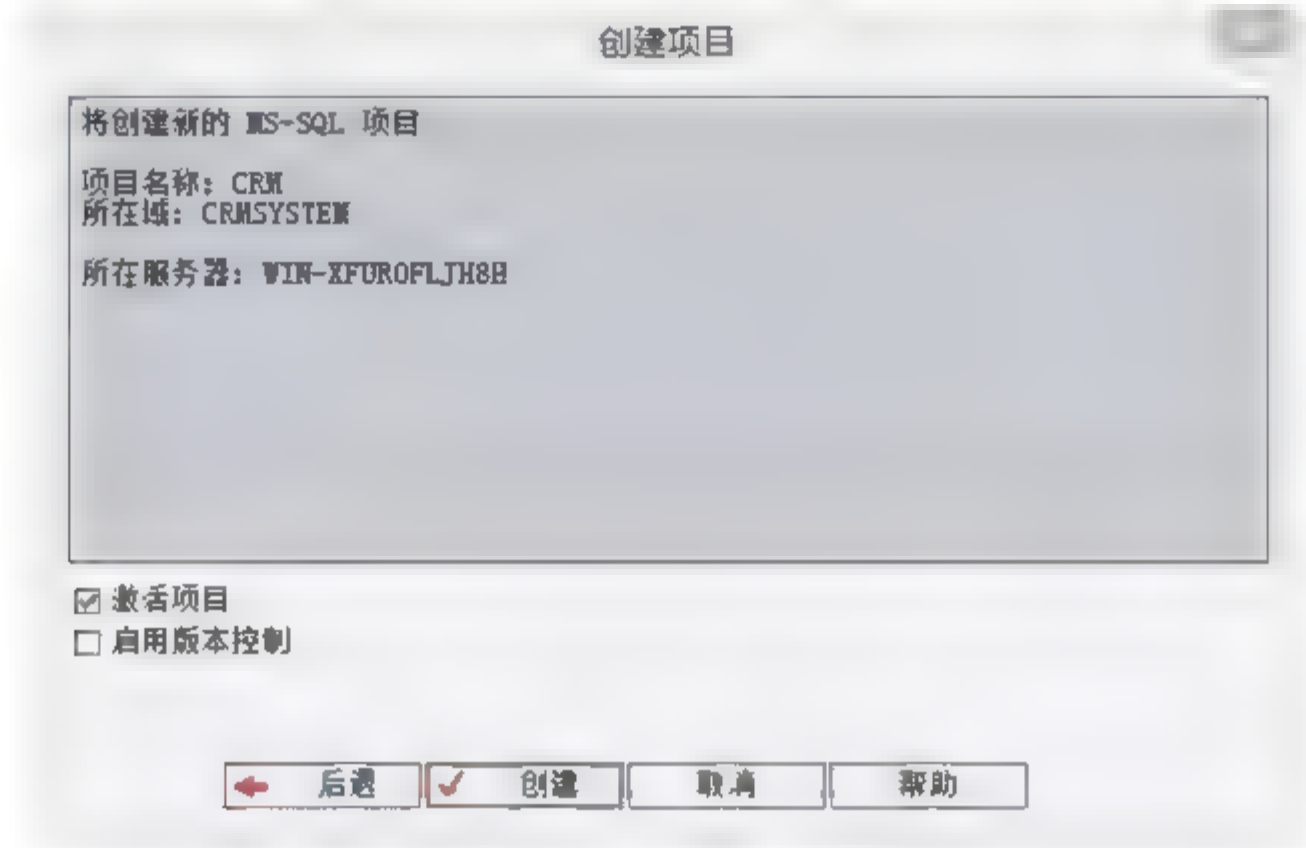 创建项目
将创建新的 MS-SQL 项目
项目名称: CRM
所在域: CRMSYSTEM
所在服务器: WIN-XFUROFLJH8H
激活项目
启用版本控制
后退
创建
取消
帮助